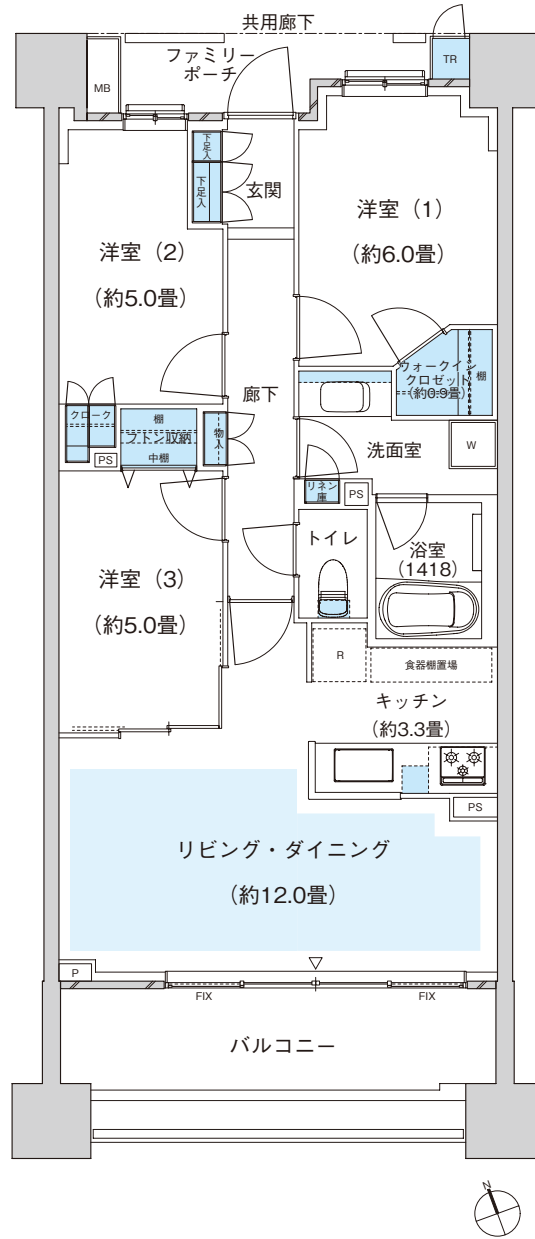 共用廊下
ファミリー
ポーチ
MB
TR
下足入
下足入
玄関
洋室（1）
（約6.0畳）
洋室（2）
（約5.0畳）
ウォークイン
クロゼット
（約0.9畳）
棚
廊下
クローク
棚
フトン収納
中棚
物入
PS
洗面室
W
リネン
庫
PS
トイレ
浴室
（1418）
洋室（3）
（約5.0畳）
R
食器棚置場
キッチン
（約3.3畳）
PS
リビング・ダイニング
（約12.0畳）
P
FIX
FIX
バルコニー
N